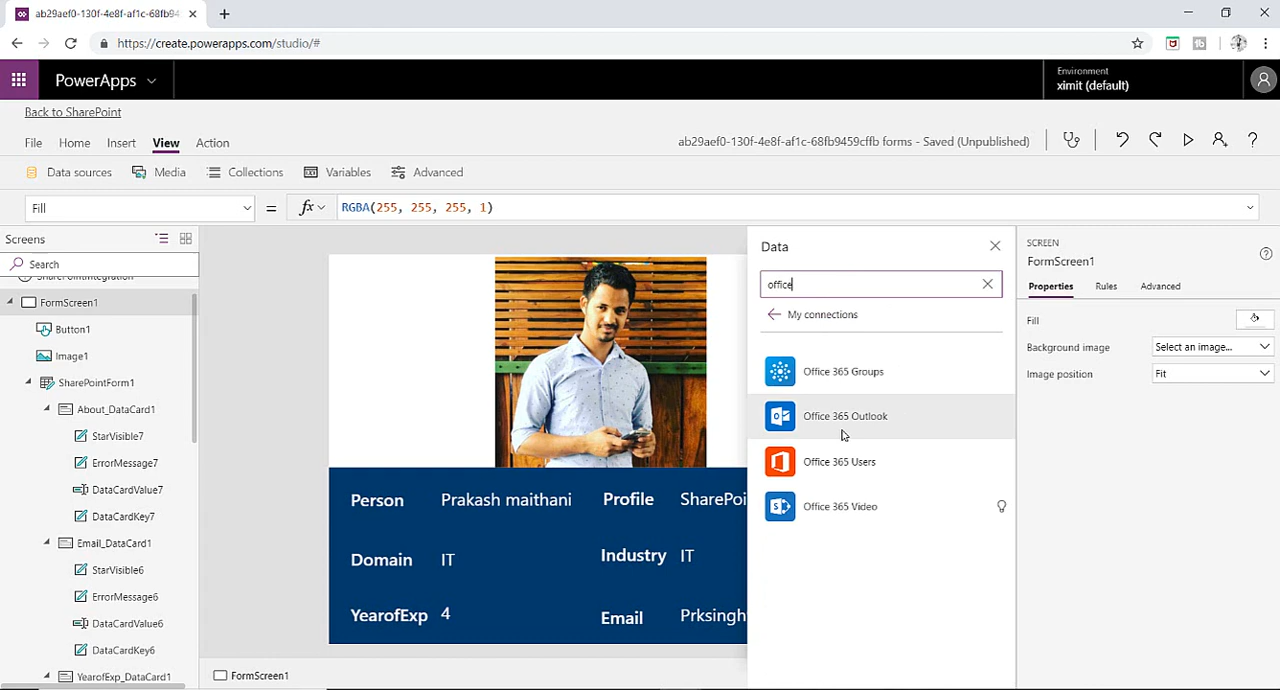 ab29aef0-130f-4e8f-af1c-68fb94
https://create.powerapps.com/studio/#
PowerApps
Environment
ximit (default)
Back to SharePoint
File Home Insert View Action
ab29aef0-130f-4e8f-af1c-68fb9459cffb forms - Saved (Unpublished)
Data sources Media Collections Variables Advanced
Fill = fx RGBA(255, 255, 255, 1)
Screens
Search
SharePointIntegration
FormScreen1
Button1
Image1
SharePointForm1
About_DataCard1
StarVisible7
ErrorMessage7
DataCardValue7
DataCardKey7
Email_DataCard1
StarVisible6
ErrorMessage6
DataCardValue6
DataCardKey6
YearofExp_DataCard1
Person Prakash maithani Profile SharePoi
Domain IT Industry IT
YearofExp 4 Email Prksingh
FormScreen1
Data
office
My connections
Office 365 Groups
Office 365 Outlook
Office 365 Users
Office 365 Video
SCREEN
FormScreen1
Properties Rules Advanced
Fill
Background image Select an image...
Image position Fit